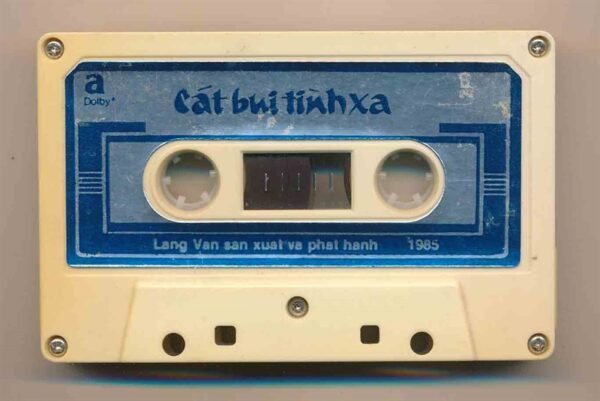 a
Dolby*
Cát bụi tình xa
Lang Van san xuat va phat hanh 1985